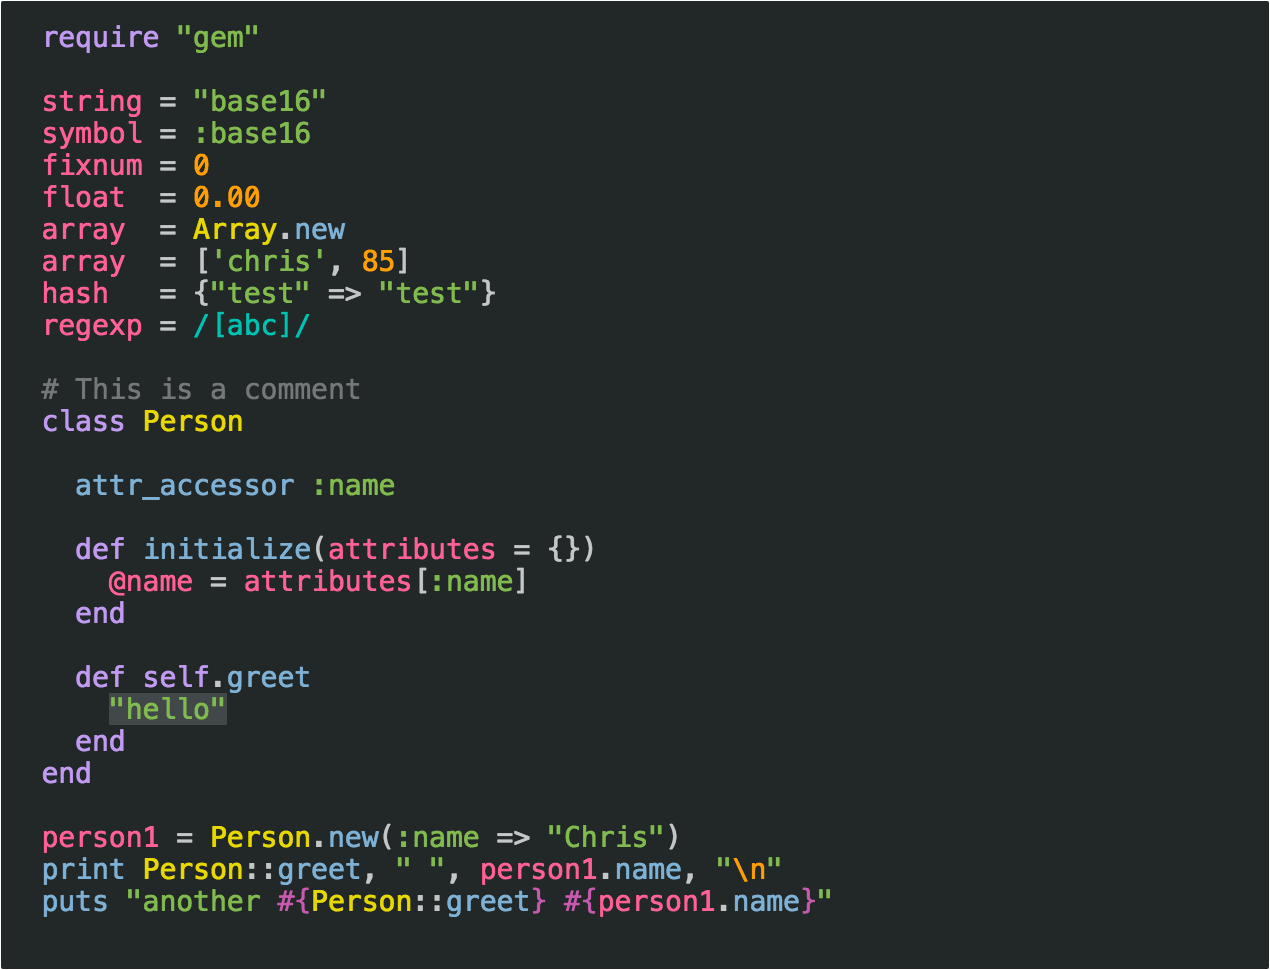 require "gem"

string = "base16"
symbol = :base16
fixnum = 0
float  = 0.00
array  = Array.new
array  = ['chris', 85]
hash   = {"test" => "test"}
regexp = /[abc]/

# This is a comment
class Person

  attr_accessor :name

  def initialize(attributes = {})
    @name = attributes[:name]
  end

  def self.greet
    "hello"
  end
end

person1 = Person.new(:name => "Chris")
print Person::greet, " ", person1.name, "\n"
puts "another #{Person::greet} #{person1.name}"